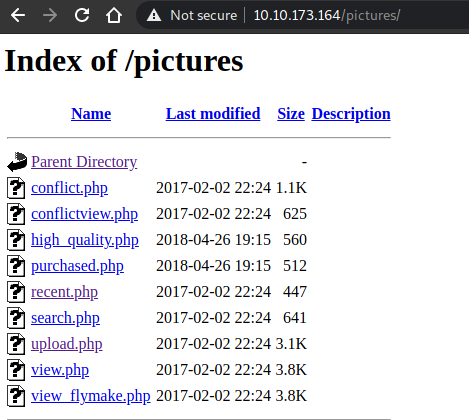 Not secure 10.10.173.164/pictures/
Index of /pictures
Name Last modified Size Description
Parent Directory -
conflict.php 2017-02-02 22:24 1.1K
conflictview.php 2017-02-02 22:24 625
high_quality.php 2018-04-26 19:15 560
purchased.php 2018-04-26 19:15 512
recent.php 2017-02-02 22:24 447
search.php 2017-02-02 22:24 641
upload.php 2017-02-02 22:24 3.1K
view.php 2017-02-02 22:24 3.8K
view_flymake.php 2017-02-02 22:24 3.8K